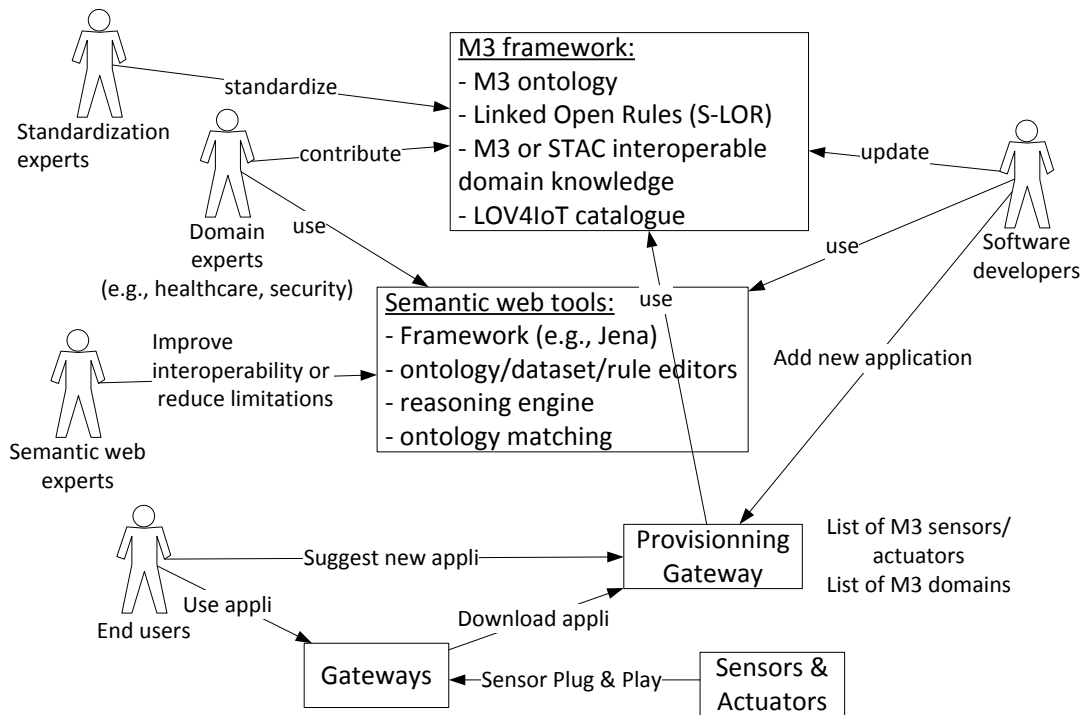 M3 framework:
- M3 ontology
- Linked Open Rules (S-LOR)
- M3 or STAC interoperable
domain knowledge
- LOV4IoT catalogue
standardize
Standardization
experts
contribute
update
Domain
experts
(e.g., healthcare, security)
use
use
Software
developers
Semantic web tools:
- Framework (e.g., Jena)
- ontology/dataset/rule editors
- reasoning engine
- ontology matching
use
Improve
interoperability or
reduce limitations
Semantic web
experts
Add new application
Suggest new appli
Provisionning
Gateway
List of M3 sensors/
actuators
List of M3 domains
Use appli
End users
Download appli
Gateways
Sensor Plug & Play
Sensors &
Actuators